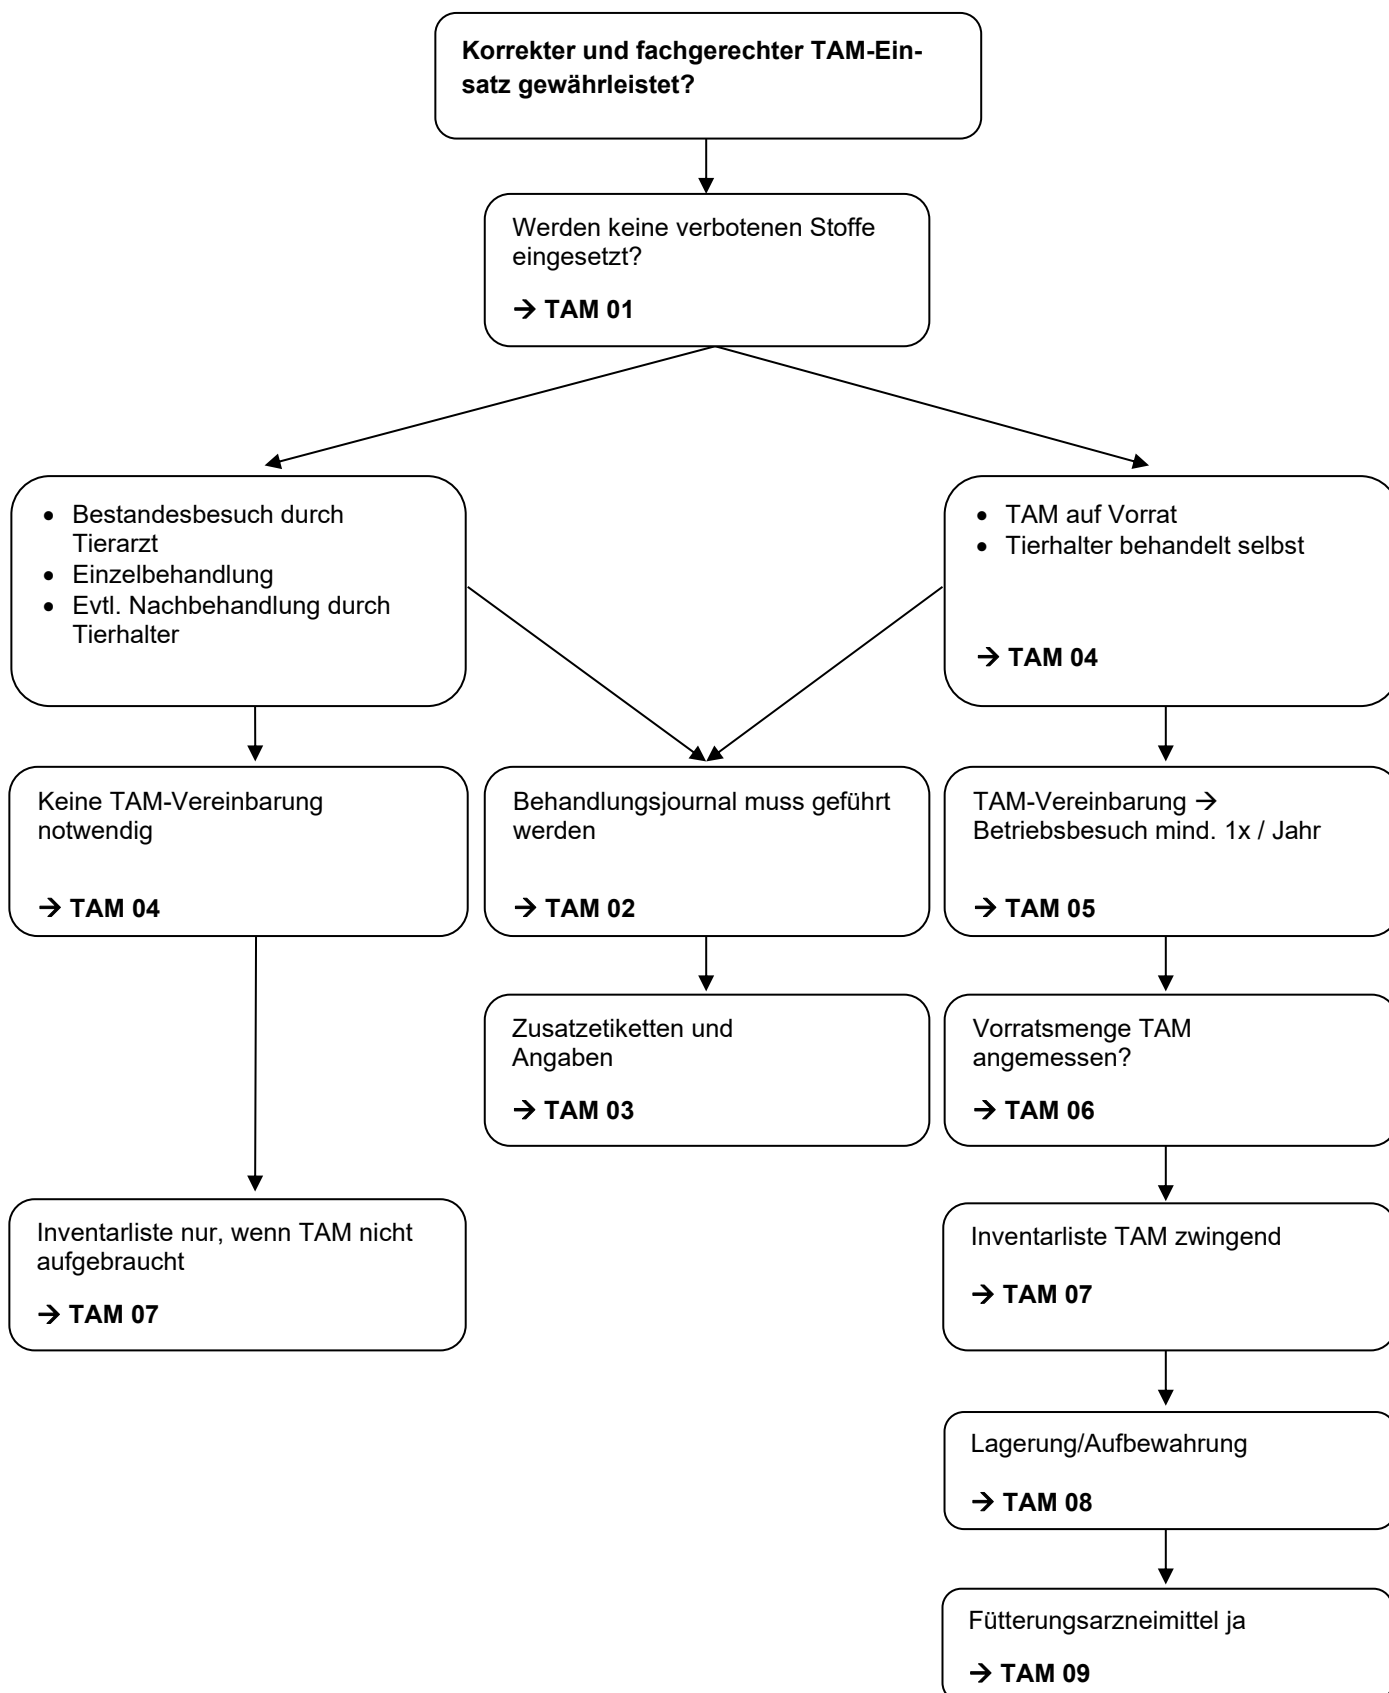 Korrekter und fachgerechter TAM-Ein-
satz gewährleistet?
Werden keine verbotenen Stoffe
eingesetzt?
→ TAM 01
• Bestandesbesuch durch
Tierarzt
• Einzelbehandlung
• Evtl. Nachbehandlung durch
Tierhalter
• TAM auf Vorrat
• Tierhalter behandelt selbst
→ TAM 04
Keine TAM-Vereinbarung
notwendig
→ TAM 04
Behandlungsjournal muss geführt
werden
→ TAM 02
TAM-Vereinbarung →
Betriebsbesuch mind. 1x / Jahr
→ TAM 05
Zusatzetiketten und
Angaben
→ TAM 03
Vorratsmenge TAM
angemessen?
→ TAM 06
Inventarliste nur, wenn TAM nicht
aufgebraucht
→ TAM 07
Inventarliste TAM zwingend
→ TAM 07
Lagerung/Aufbewahrung
→ TAM 08
Fütterungsarzneimittel ja
→ TAM 09